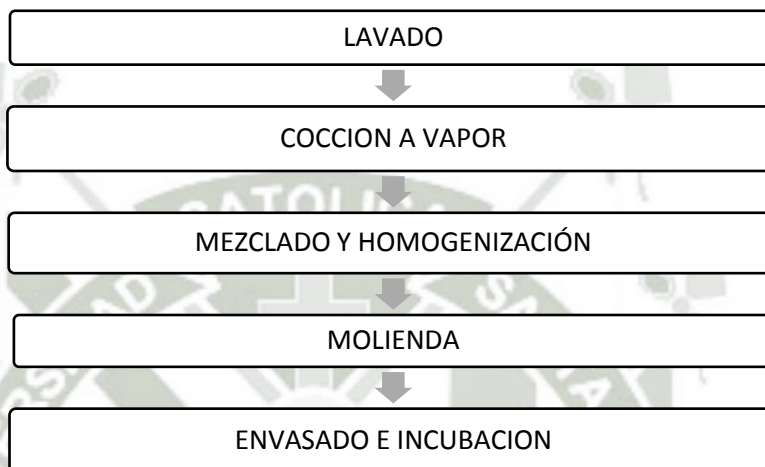 LAVADO
COCCION A VAPOR
MEZCLADO Y HOMOGENIZACIÓN
MOLIENDA
ENVASADO E INCUBACION